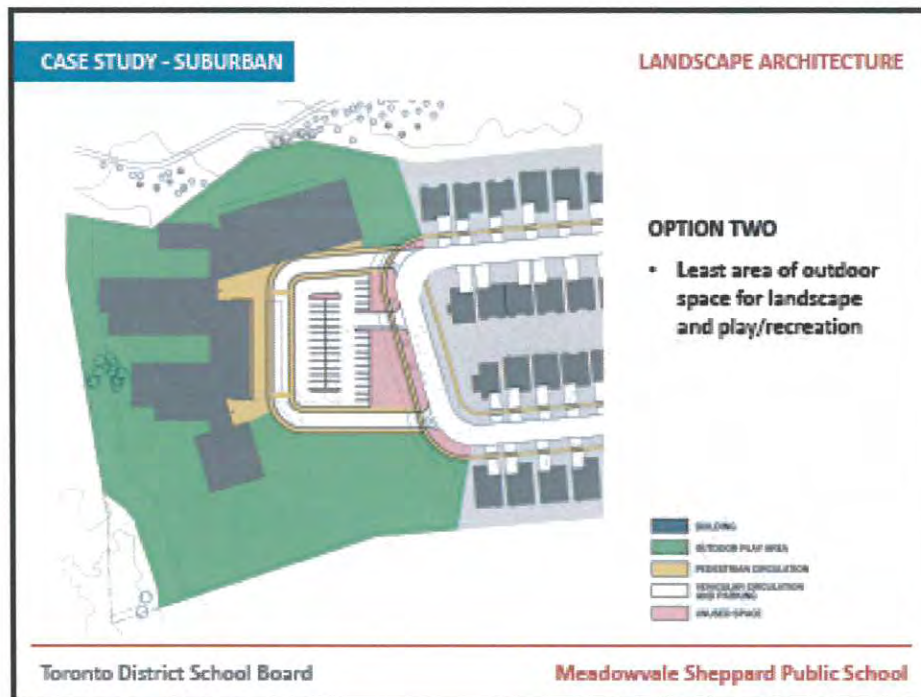 CASE STUDY - SUBURBAN
LANDSCAPE ARCHITECTURE
OPTION TWO
• Least area of outdoor
space for landscape
and play/recreation
BUILDING
OUTDOOR PLAY AREA
PEDESTRIAN CIRCULATION
VEHICULAR CIRCULATION
AND PARKING
UNUSED SPACE
Toronto District School Board
Meadowvale Sheppard Public School